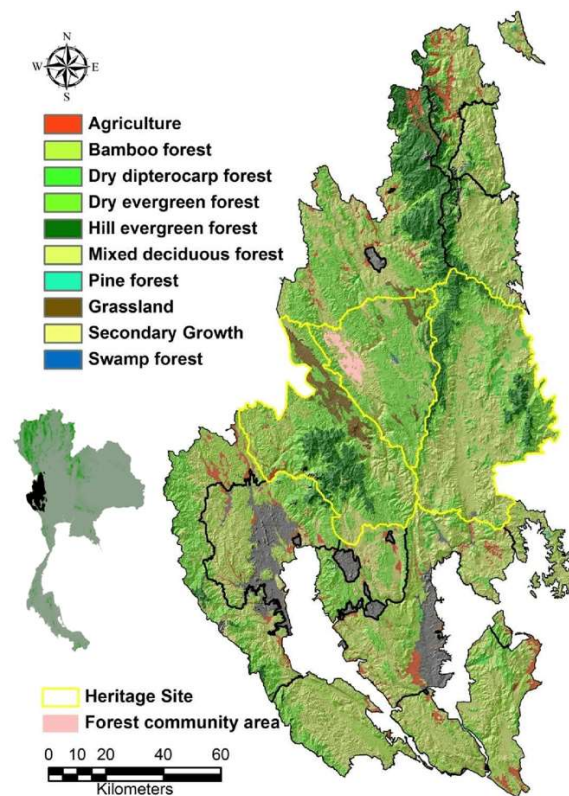 N
W E
S
Agriculture
Bamboo forest
Dry dipterocarp forest
Dry evergreen forest
Hill evergreen forest
Mixed deciduous forest
Pine forest
Grassland
Secondary Growth
Swamp forest
Heritage Site
Forest community area
0 10 20 40 60
Kilometers